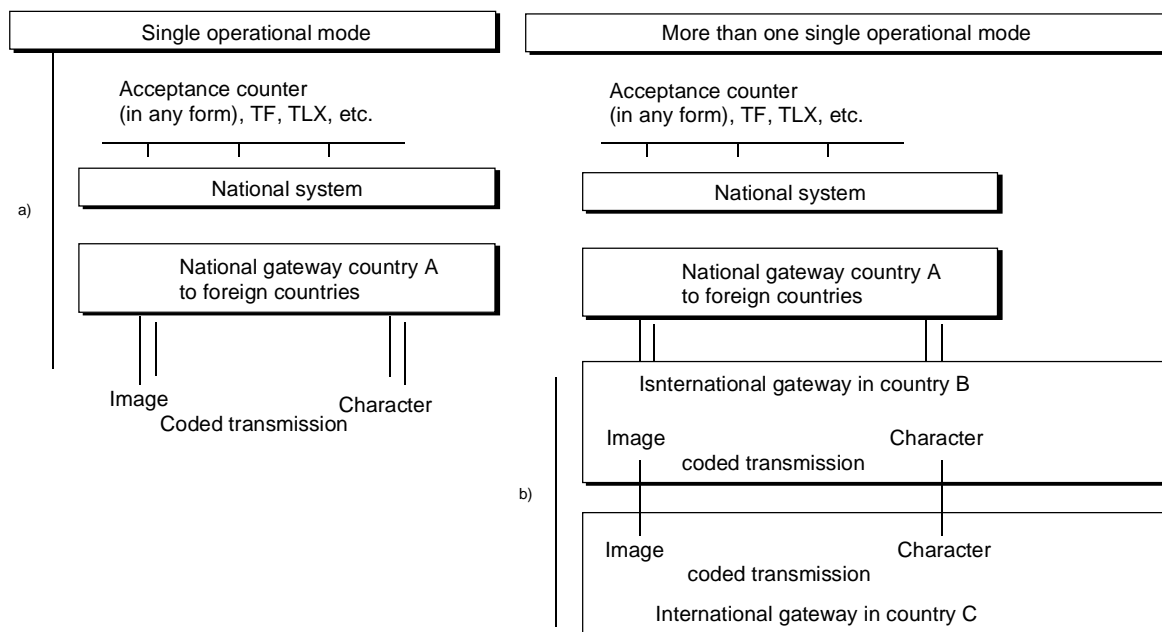 Single operational mode
Acceptance counter
(in any form), TF, TLX, etc.
National system
a)
National gateway country A
to foreign countries
Image
Character
Coded transmission
More than one single operational mode
Acceptance counter
(in any form), TF, TLX, etc.
National system
National gateway country A
to foreign countries
Isnternational gateway in country B
Image
Character
coded transmission
b)
Image
Character
coded transmission
International gateway in country C